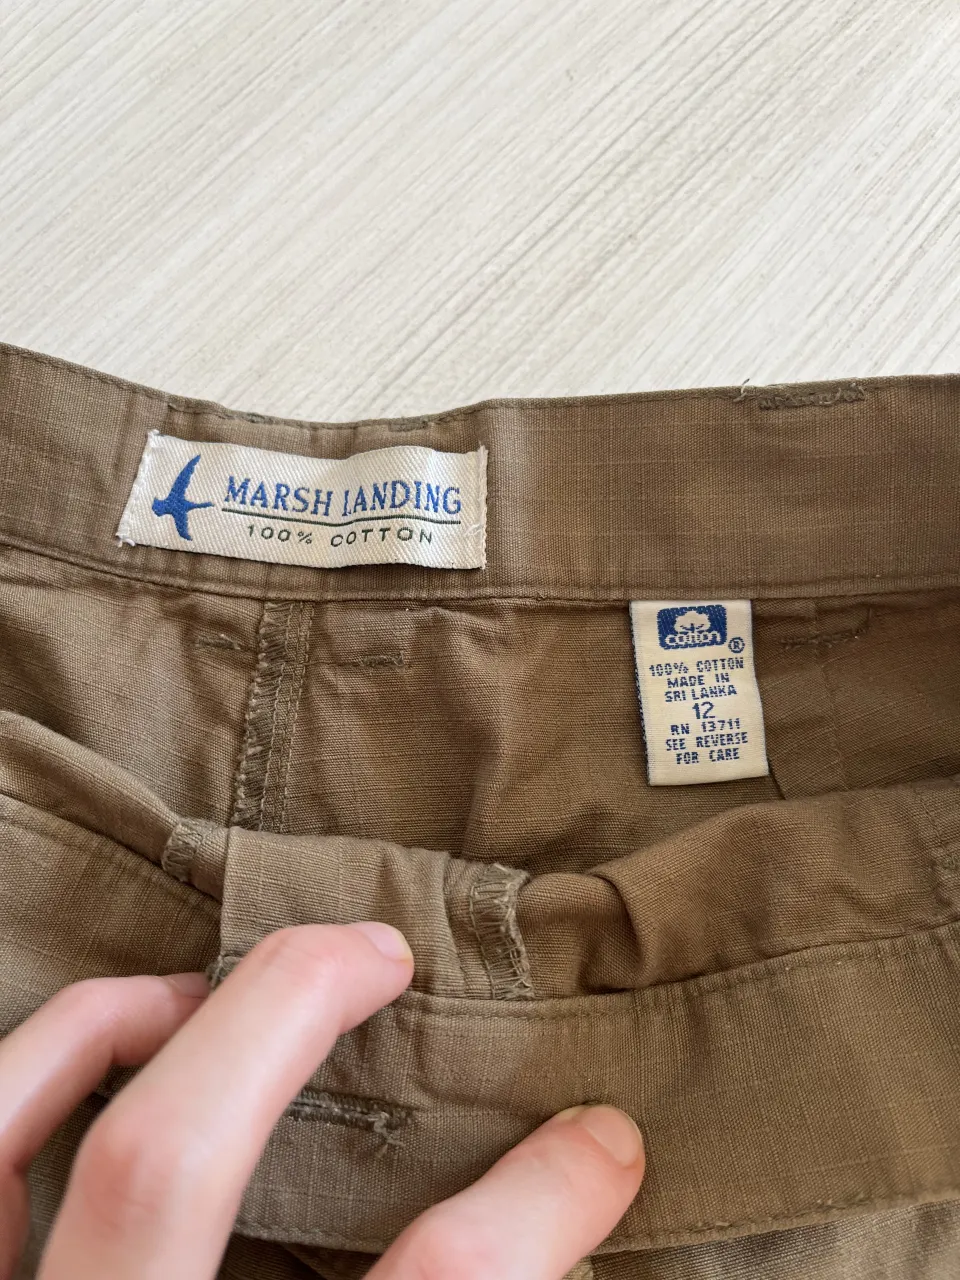 MARSH LANDING
100% COTTON
COTTON
®
100% COTTON
MADE IN
SRI LANKA
12
RN 13711
SEE REVERSE
FOR CARE